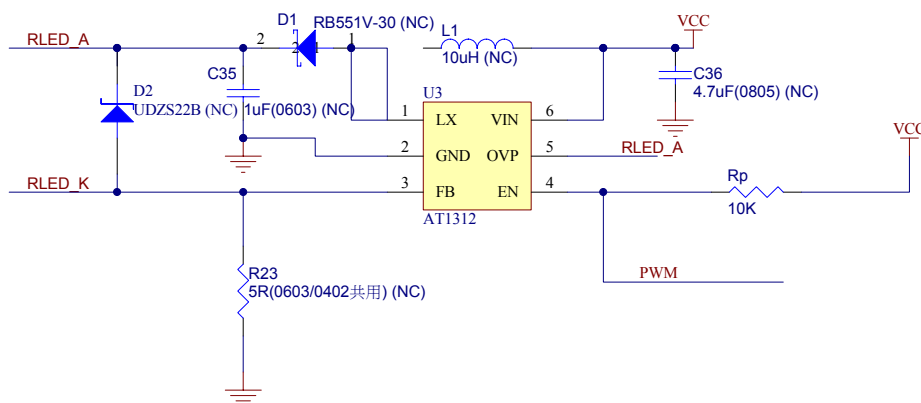 RLED_A
D1
RB551V-30 (NC)
2
2
1
1
L1
10uH (NC)
VCC
C36
4.7uF(0805) (NC)
C35
1uF(0603) (NC)
D2
UDZS22B (NC)
U3
1
LX
VIN
6
2
GND
OVP
5
RLED_A
3
FB
EN
4
AT1312
VCC
Rp
10K
RLED_K
PWM
R23
5R(0603/0402共用) (NC)